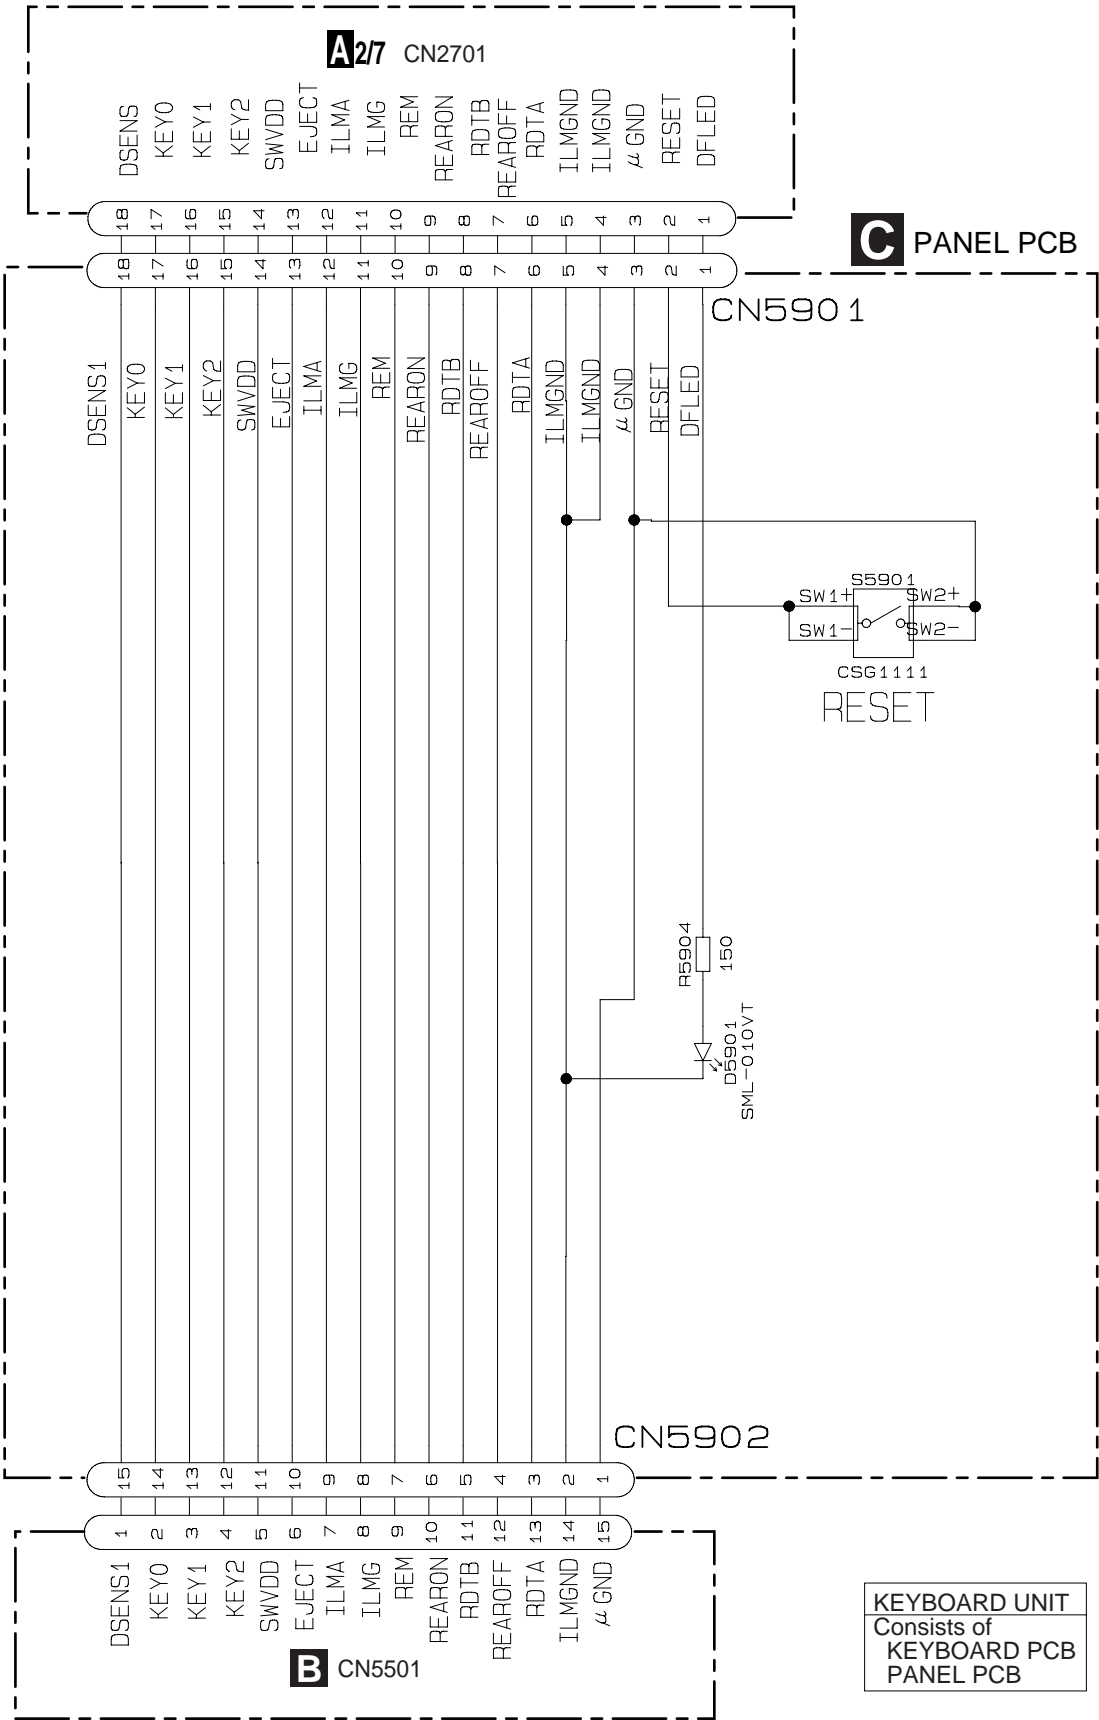 A 2/7 CN2701
DSENS
KEY0
KEY1
KEY2
SWVDD
EJECT
ILMA
ILMG
REM
REARON
RDTB
REAROFF
RDTA
ILMGND
ILMGND
μ GND
RESET
DFLED
18 17 16 15 14 13 12 11 10 9 8 7 6 5 4 3 2 1
C PANEL PCB
18 17 16 15 14 13 12 11 10 9 8 7 6 5 4 3 2 1
CN5901
DSENS1
KEY0
KEY1
KEY2
SWVDD
EJECT
ILMA
ILMG
REM
REARON
RDTB
REAROFF
RDTA
ILMGND
ILMGND
μ GND
RESET
DFLED
S5901
SW1+ SW2+
SW1- SW2-
CSG1111
RESET
R5904
150
D5901
SML-010VT
CN5902
15 14 13 12 11 10 9 8 7 6 5 4 3 2 1
1 2 3 4 5 6 7 8 9 10 11 12 13 14 15
DSENS1
KEY0
KEY1
KEY2
SWVDD
EJECT
ILMA
ILMG
REM
REARON
RDTB
REAROFF
RDTA
ILMGND
μ GND
B CN5501
KEYBOARD UNIT
Consists of
KEYBOARD PCB
PANEL PCB